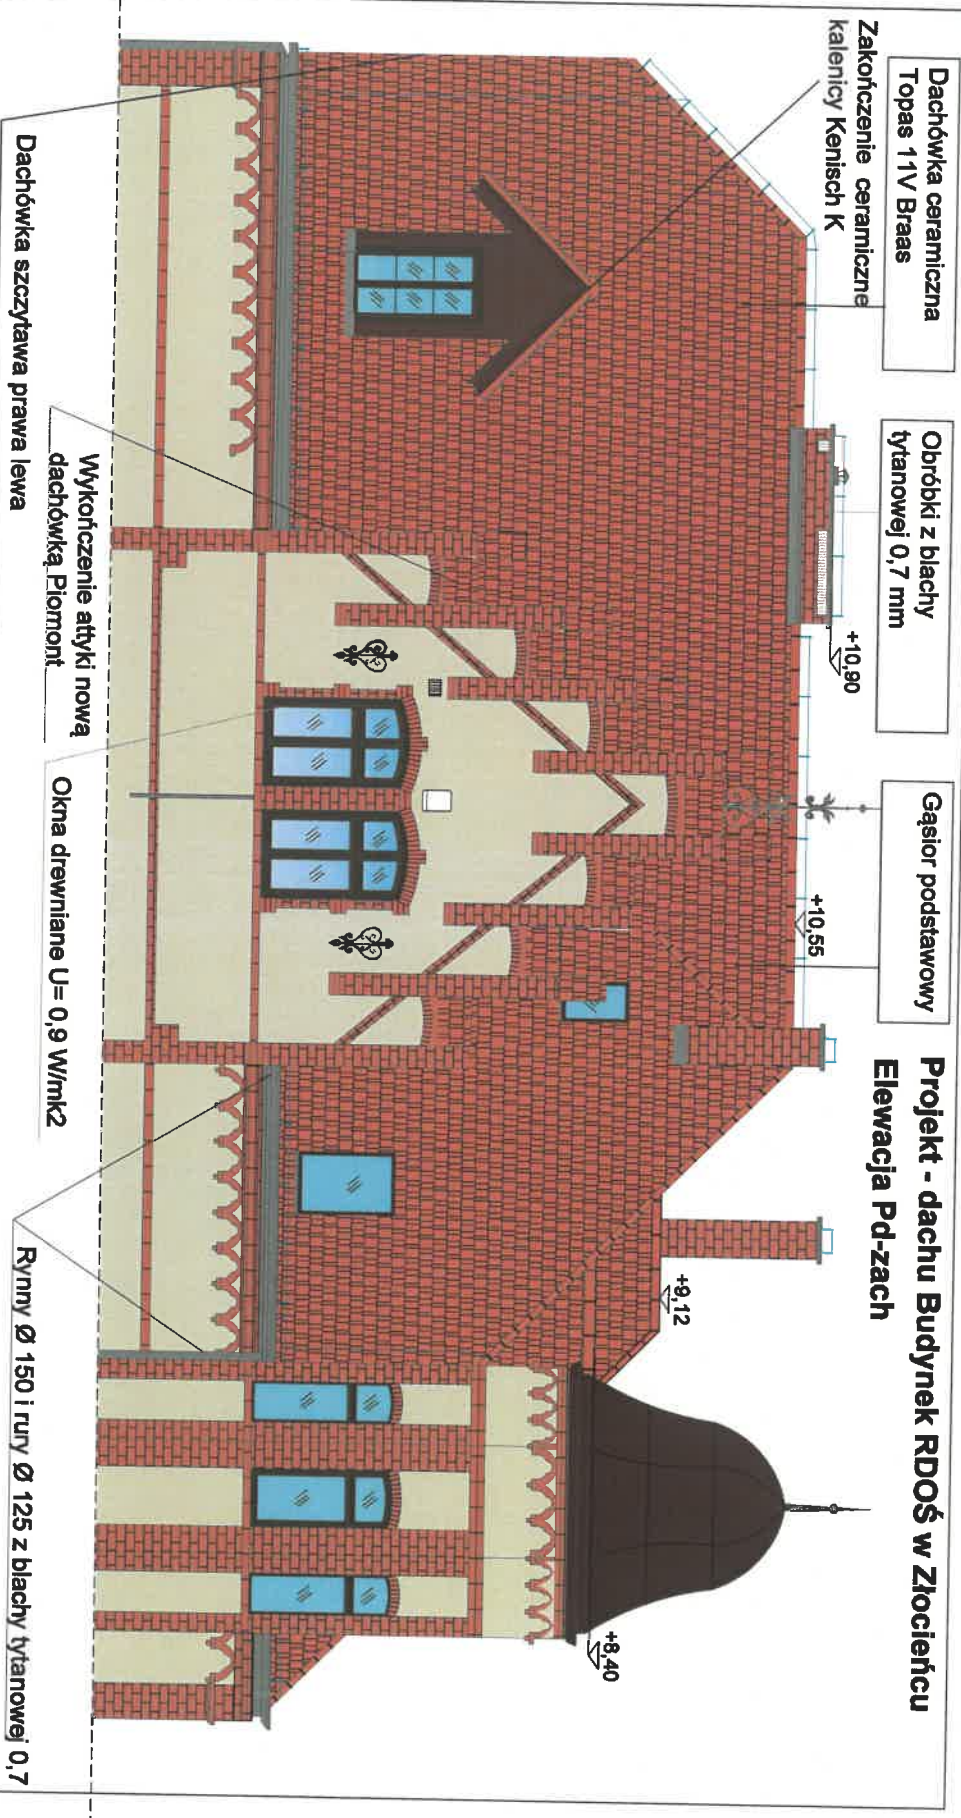 Projekt - dachu Budynek RDOŚ w Złocieńcu
Elewacja Pd-zach
Dachówka ceramiczna
Topas 11V Braas
Zakończenie ceramiczne
kalenicy Kenisch K
Obróbki z blachy
tytanowej 0,7 mm
Gąsior podstawowy
+10,90
+10,55
+9,12
+8,40
Dachówka szczytawa prawa lewa
Wykończenie attyki nową
dachówką Piomont
Okna drewniane U= 0,9 W/mk2
Rynny Ø 150 i rury Ø 125 z blachy tytanowej 0,7